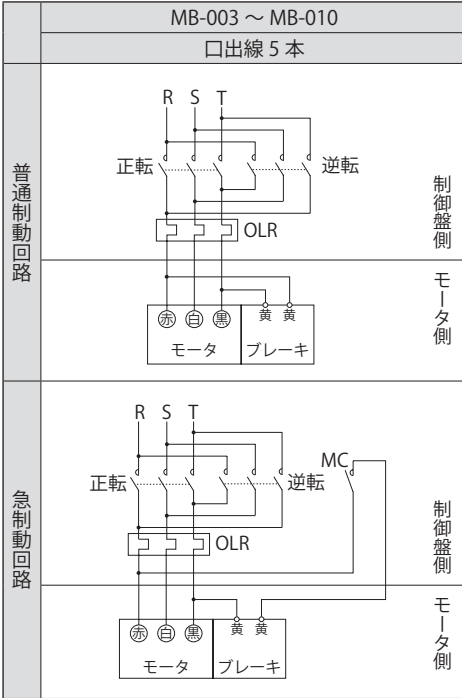 MB-003 ～ MB-010
口出線 5 本
普通制動回路
R S T
正転
逆転
OLR
制御盤側
赤 白 黒
黄 黄
モータ
ブレーキ
モータ側
急制動回路
R S T
MC
正転
逆転
OLR
制御盤側
赤 白 黒
黄 黄
モータ
ブレーキ
モータ側